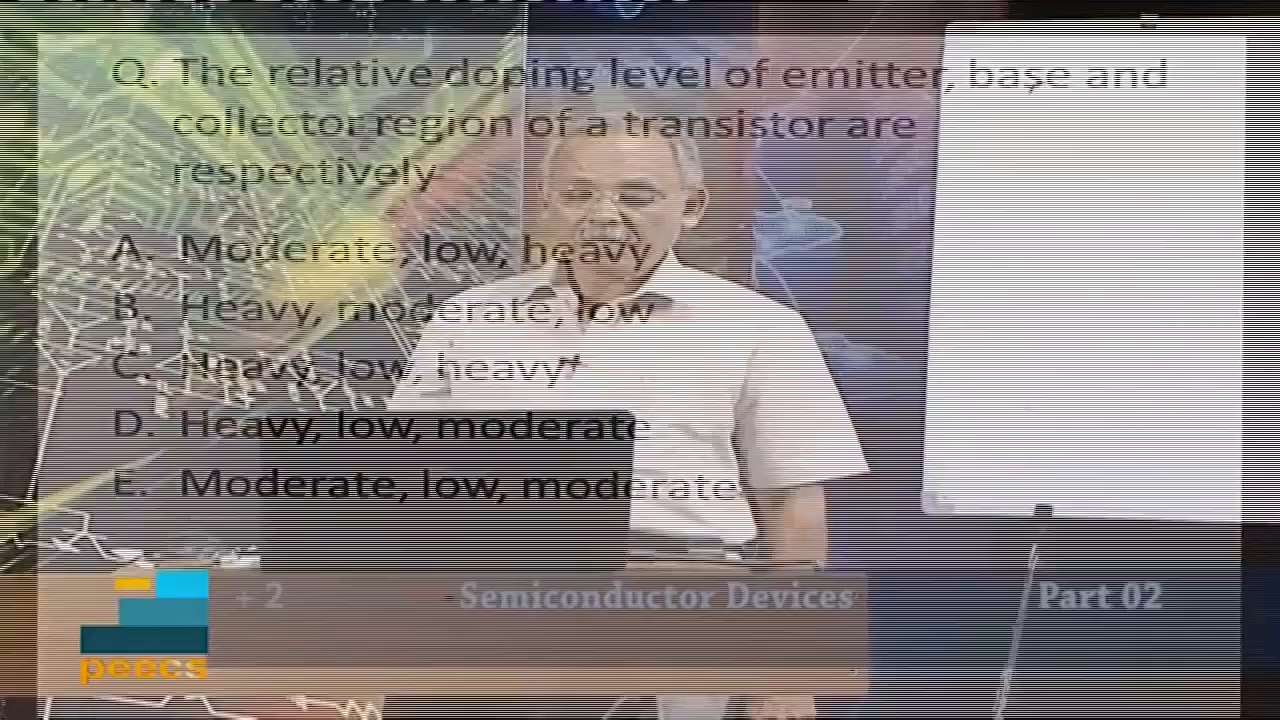 Q. The relative doping level of emitter, base and
collector region of a transistor are
respectively
A. Moderate, low, heavy
B. Heavy, moderate, low
C. Heavy, low, heavy
D. Heavy, low, moderate
E. Moderate, low, moderate
+ 2 Semiconductor Devices Part 02
peecs